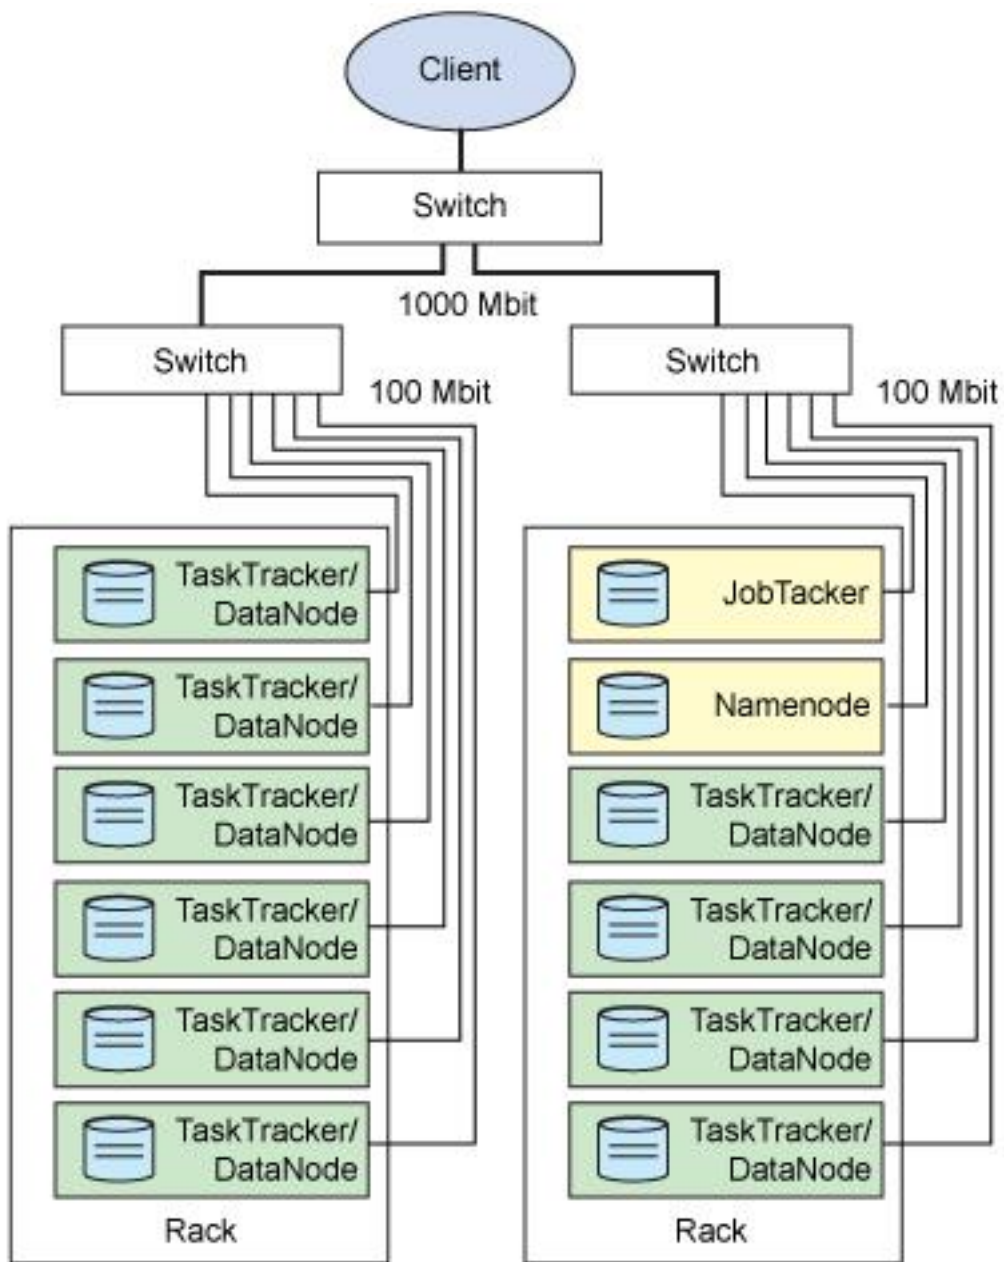 Client
Switch
1000 Mbit
Switch
Switch
100 Mbit
100 Mbit
TaskTracker/
DataNode
TaskTracker/
DataNode
TaskTracker/
DataNode
TaskTracker/
DataNode
TaskTracker/
DataNode
TaskTracker/
DataNode
Rack
JobTacker
Namenode
TaskTracker/
DataNode
TaskTracker/
DataNode
TaskTracker/
DataNode
TaskTracker/
DataNode
Rack